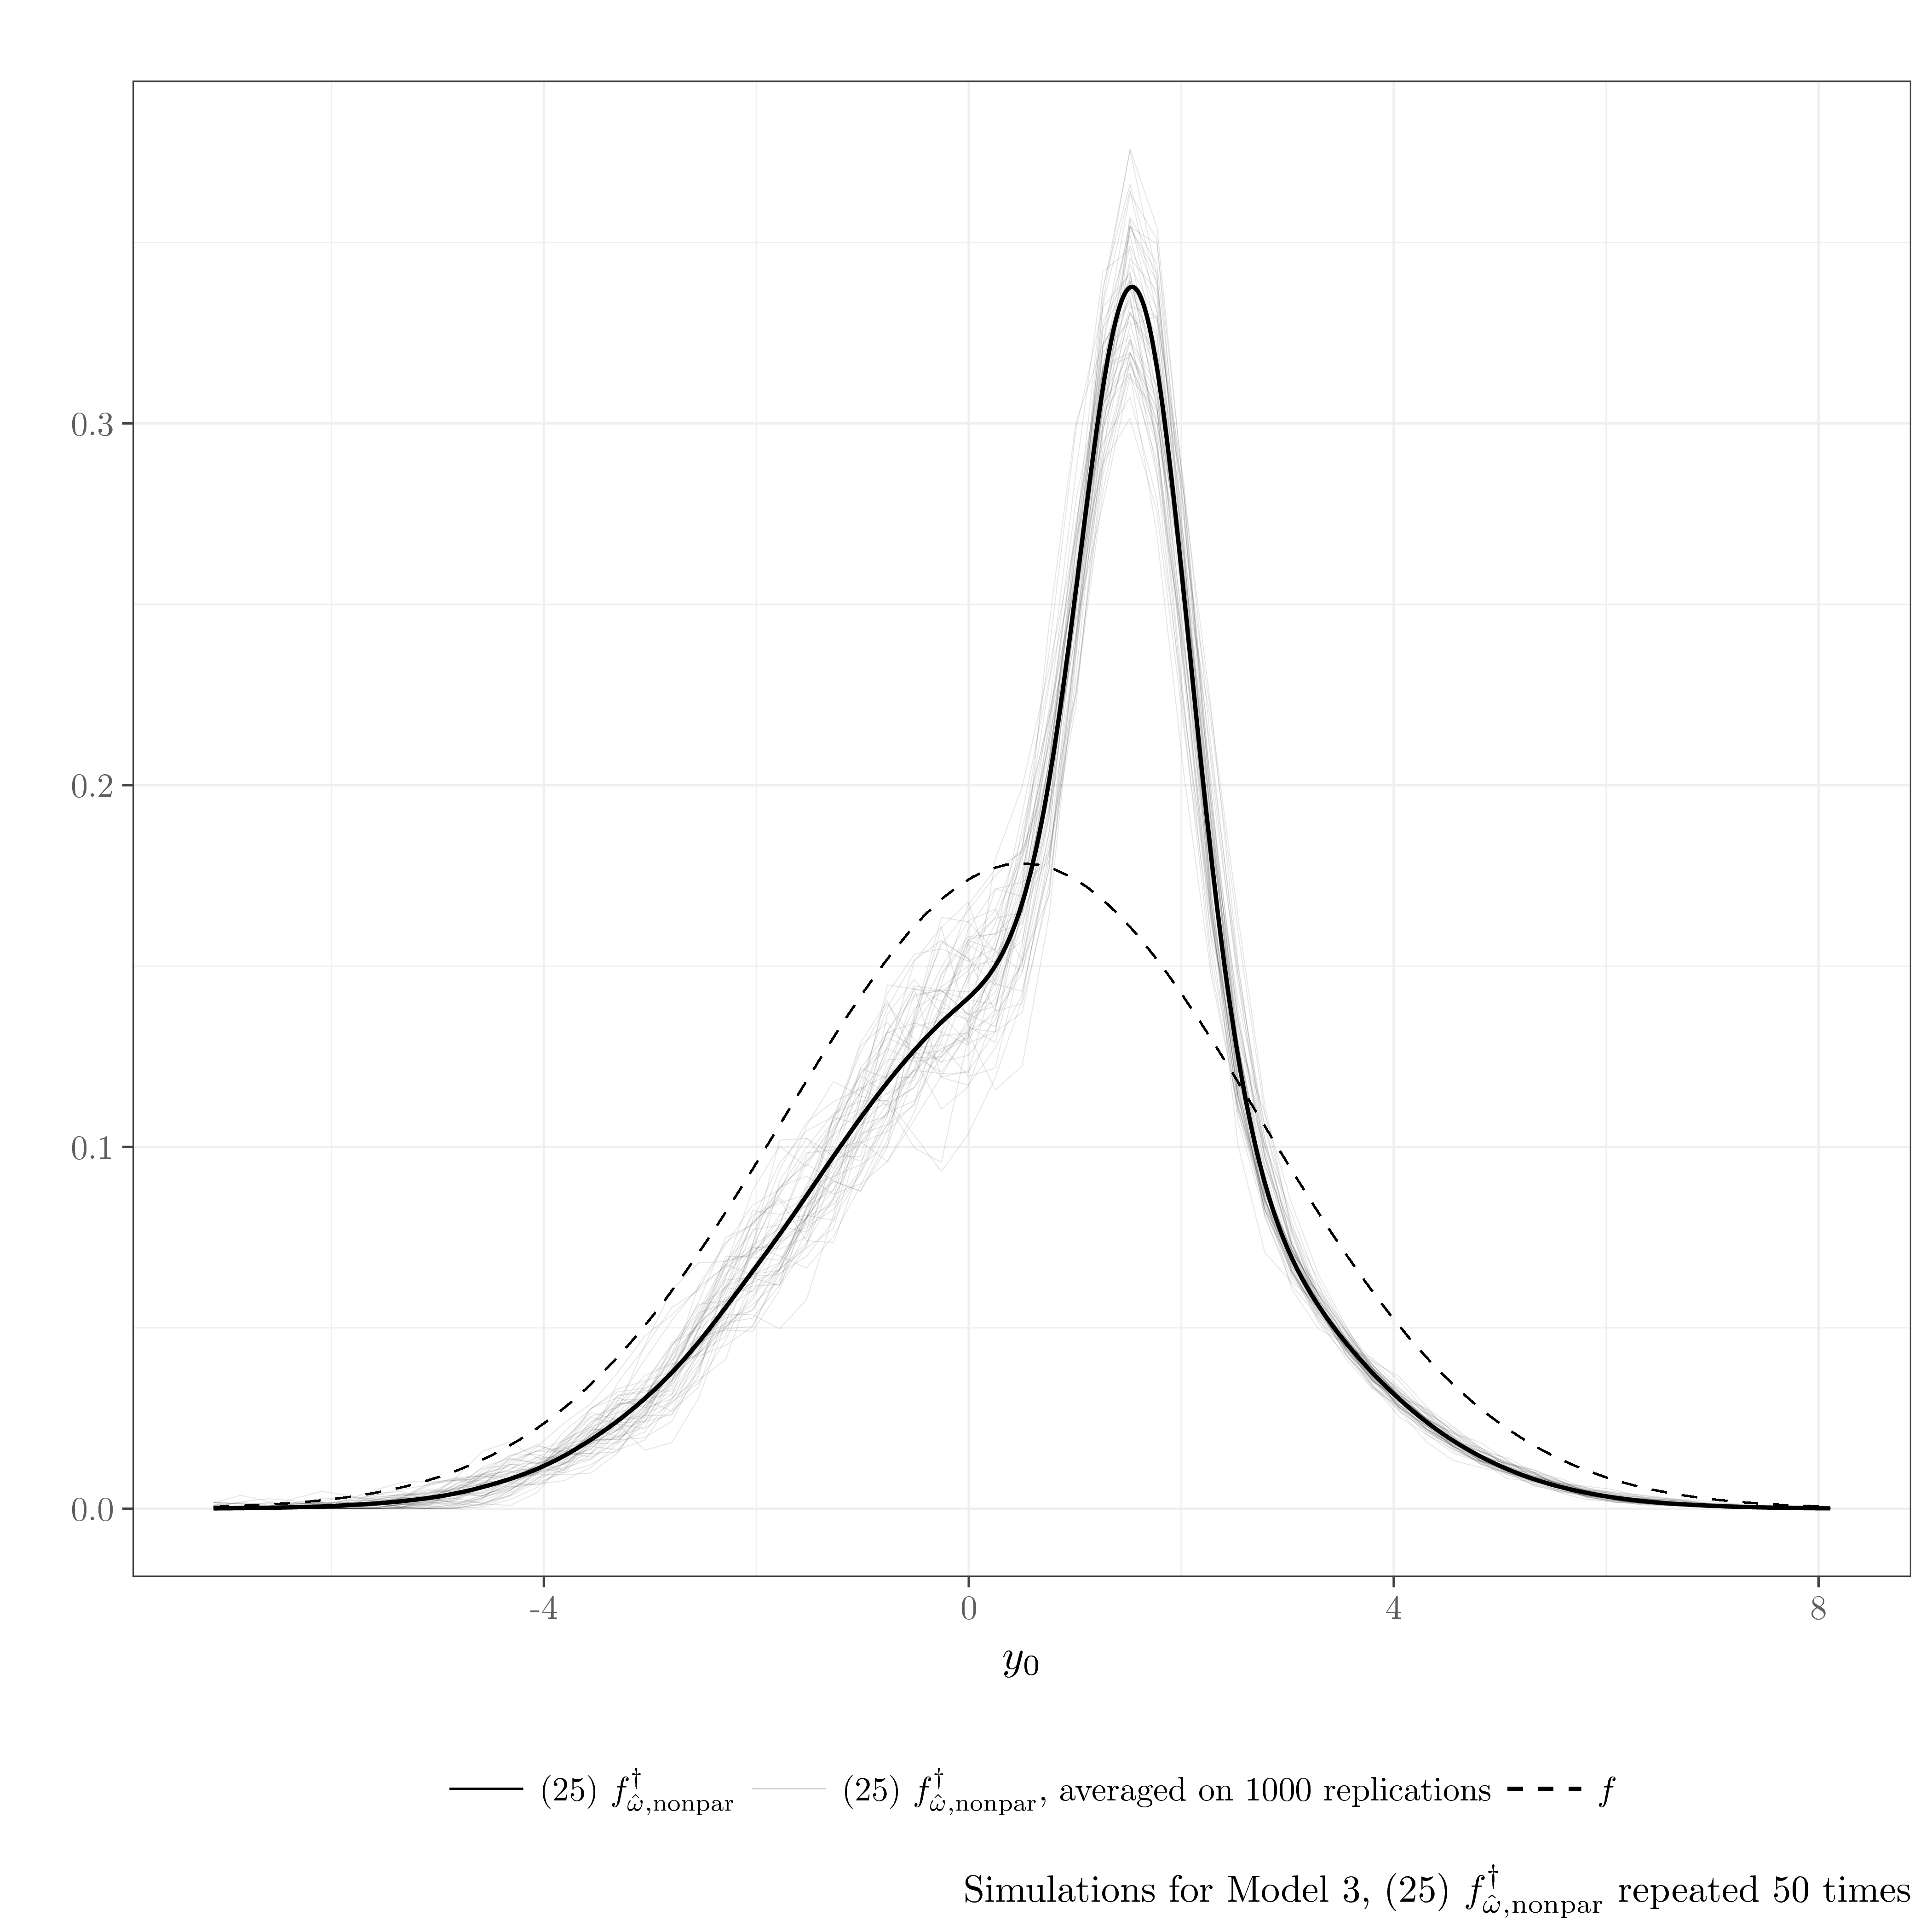 0.3
0.2
0.1
0.0
-4 0 4 8
y₀
(25) f†ω̂,nonpar (25) f†ω̂,nonpar, averaged on 1000 replications f
Simulations for Model 3, (25) f†ω̂,nonpar repeated 50 times